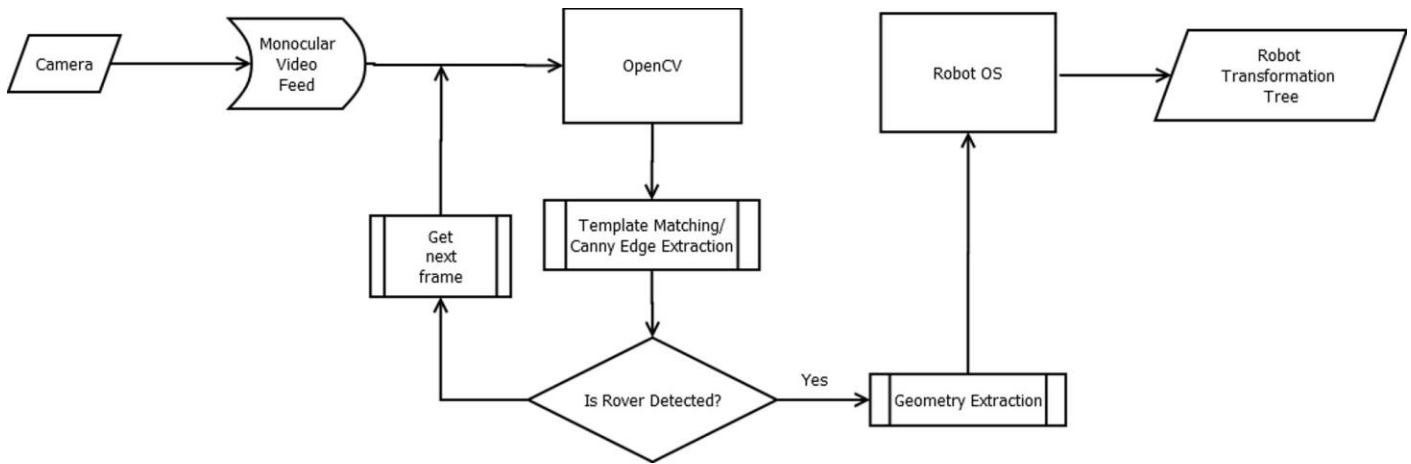 Camera
Monocular
Video
Feed
OpenCV
Robot OS
Robot
Transformation
Tree
Get
next
frame
Template Matching/
Canny Edge Extraction
Is Rover Detected?
Yes
Geometry Extraction